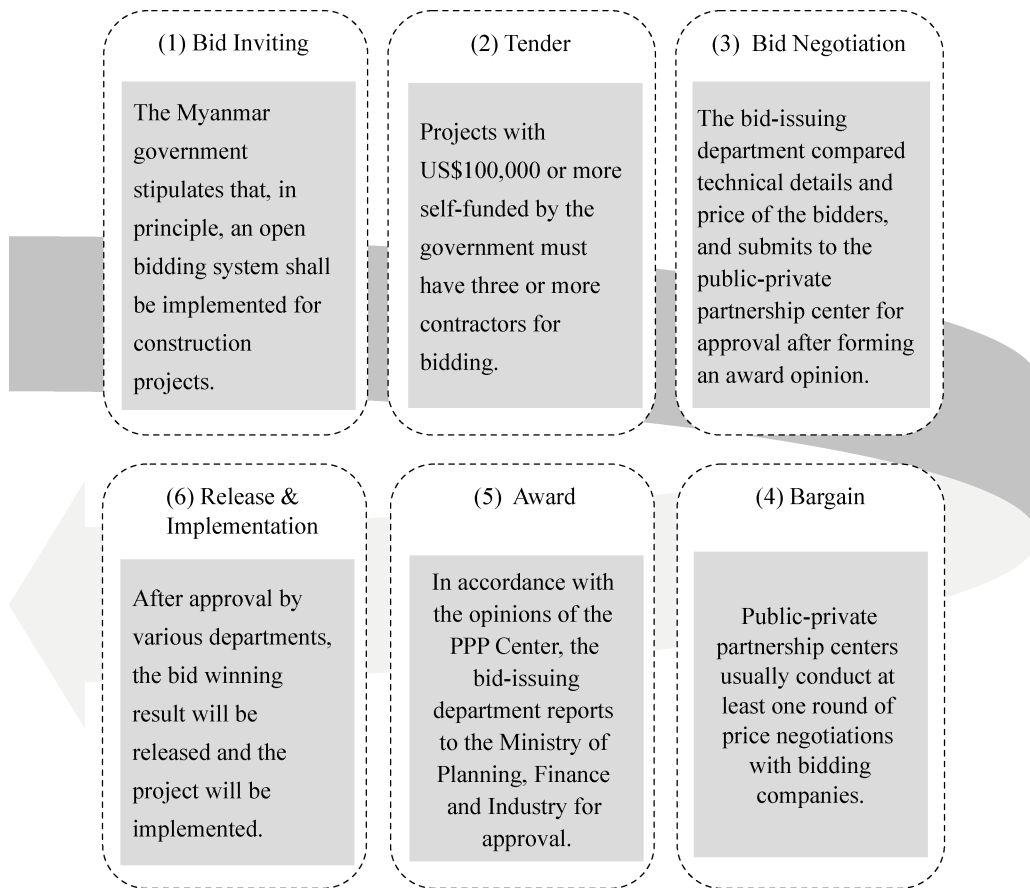 (1) Bid Inviting
The Myanmar
government
stipulates that, in
principle, an open
bidding system shall
be implemented for
construction
projects.
(2) Tender
Projects with
US$100,000 or more
self-funded by the
government must
have three or more
contractors for
bidding.
(3) Bid Negotiation
The bid-issuing
department compared
technical details and
price of the bidders,
and submits to the
public-private
partnership center for
approval after forming
an award opinion.
(4) Bargain
Public-private
partnership centers
usually conduct at
least one round of
price negotiations
with bidding
companies.
(5) Award
In accordance with
the opinions of the
PPP Center, the
bid-issuing
department reports
to the Ministry of
Planning, Finance
and Industry for
approval.
(6) Release &
Implementation
After approval by
various departments,
the bid winning
result will be
released and the
project will be
implemented.